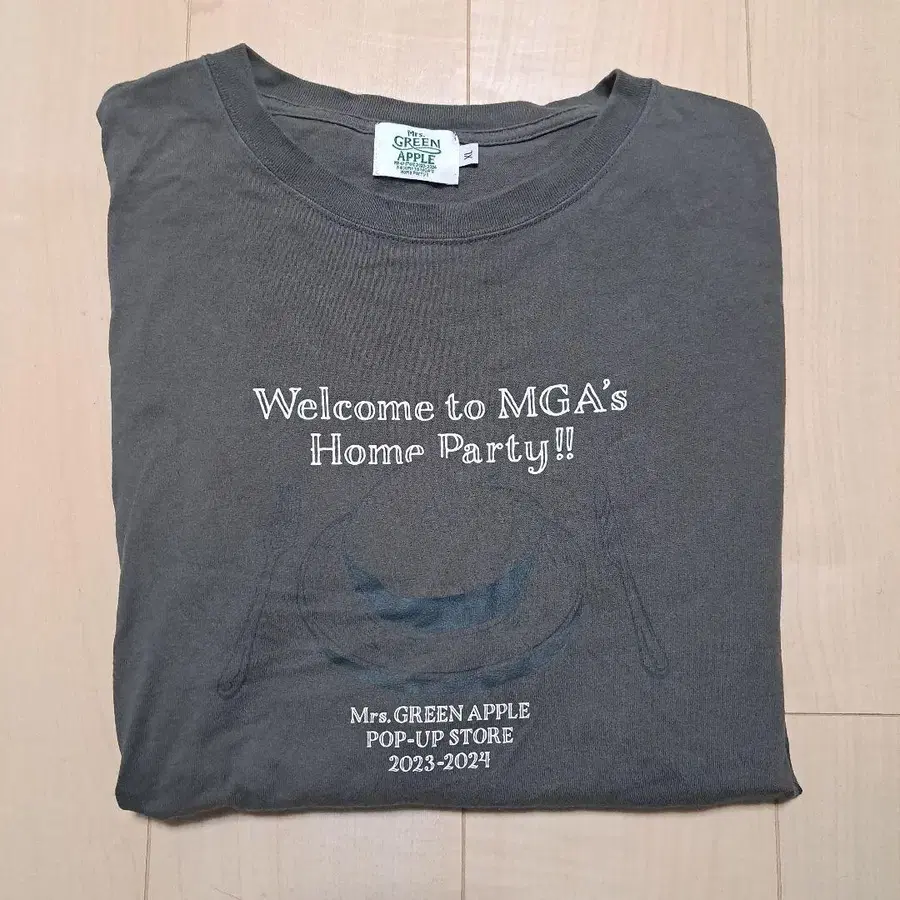 Mrs.
GREEN
APPLE
XL
Welcome to MGA's
Home Party!!
Mrs. GREEN APPLE
POP-UP STORE
2023-2024